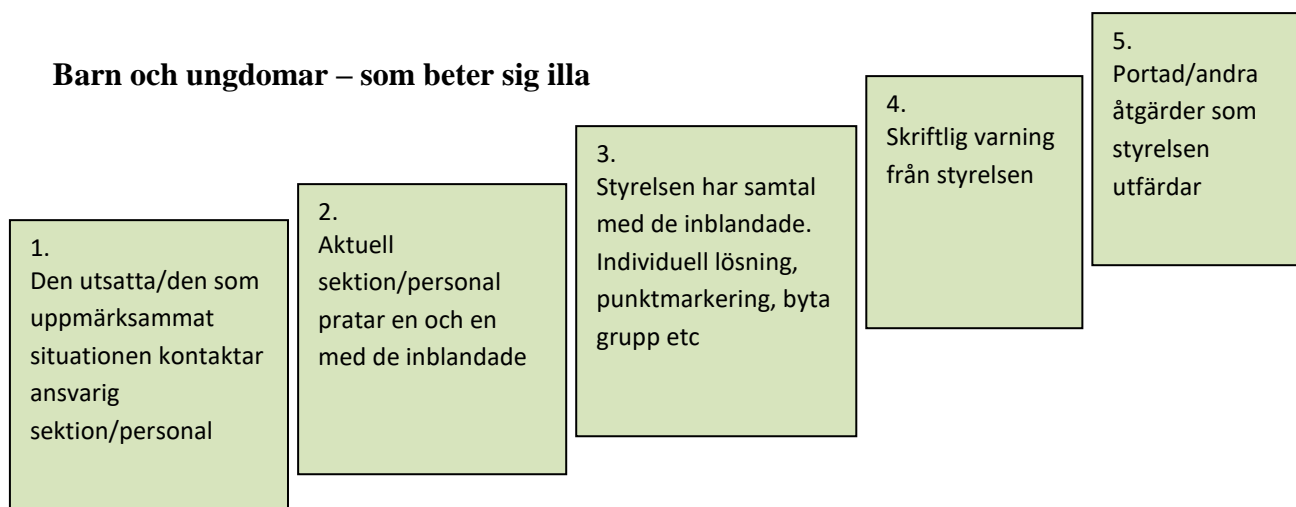 Barn och ungdomar – som beter sig illa
1.
Den utsatta/den som
uppmärksammat
situationen kontaktar
ansvarig
sektion/personal
2.
Aktuell
sektion/personal
pratar en och en
med de inblandade
3.
Styrelsen har samtal
med de inblandade.
Individuell lösning,
punktmarkering, byta
grupp etc
4.
Skriftlig varning
från styrelsen
5.
Portad/andra
åtgärder som
styrelsen
utfärdar